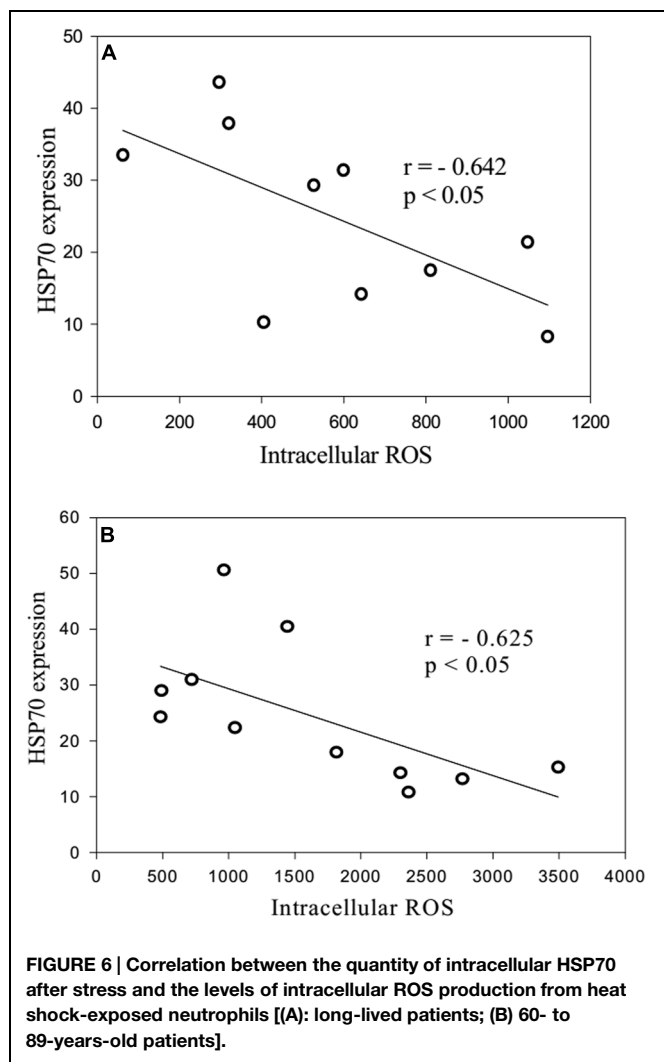 A
50
40
30
20
10
0
HSP70 expression
r = - 0.642
p < 0.05
0 200 400 600 800 1000 1200
Intracellular ROS
B
60
50
40
30
20
10
0
HSP70 expression
r = - 0.625
p < 0.05
0 500 1000 1500 2000 2500 3000 3500 4000
Intracellular ROS
FIGURE 6 | Correlation between the quantity of intracellular HSP70
after stress and the levels of intracellular ROS production from heat
shock-exposed neutrophils [(A): long-lived patients; (B) 60- to
89-years-old patients].